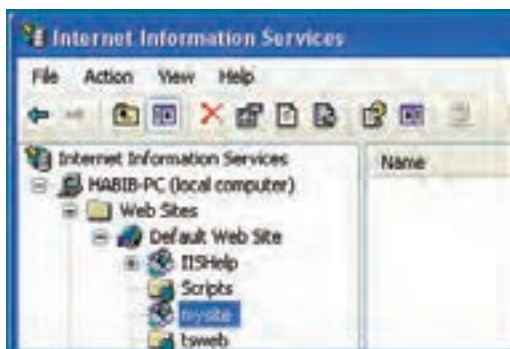 Internet Information Services
File Action View Help
Internet Information Services
Name
HABIB-PC (local computer)
Web Sites
Default Web Site
IISHelp
Scripts
mysite
tsweb